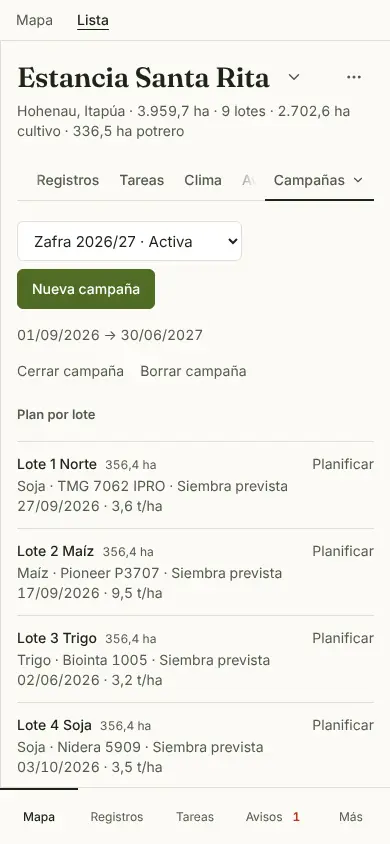 Mapa Lista
Estancia Santa Rita
Hohenau, Itapúa · 3.959,7 ha · 9 lotes · 2.702,6 ha
cultivo · 336,5 ha potrero
Registros Tareas Clima Campañas
Zafra 2026/27 · Activa
Nueva campaña
01/09/2026 → 30/06/2027
Cerrar campaña Borrar campaña
Plan por lote
Lote 1 Norte 356,4 ha Planificar
Soja · TMG 7062 IPRO · Siembra prevista
27/09/2026 · 3,6 t/ha
Lote 2 Maíz 356,4 ha Planificar
Maíz · Pioneer P3707 · Siembra prevista
17/09/2026 · 9,5 t/ha
Lote 3 Trigo 356,4 ha Planificar
Trigo · Biointa 1005 · Siembra prevista
02/06/2026 · 3,2 t/ha
Lote 4 Soja 356,4 ha Planificar
Soja · Nidera 5909 · Siembra prevista
03/10/2026 · 3,5 t/ha
Mapa Registros Tareas Avisos 1 Más